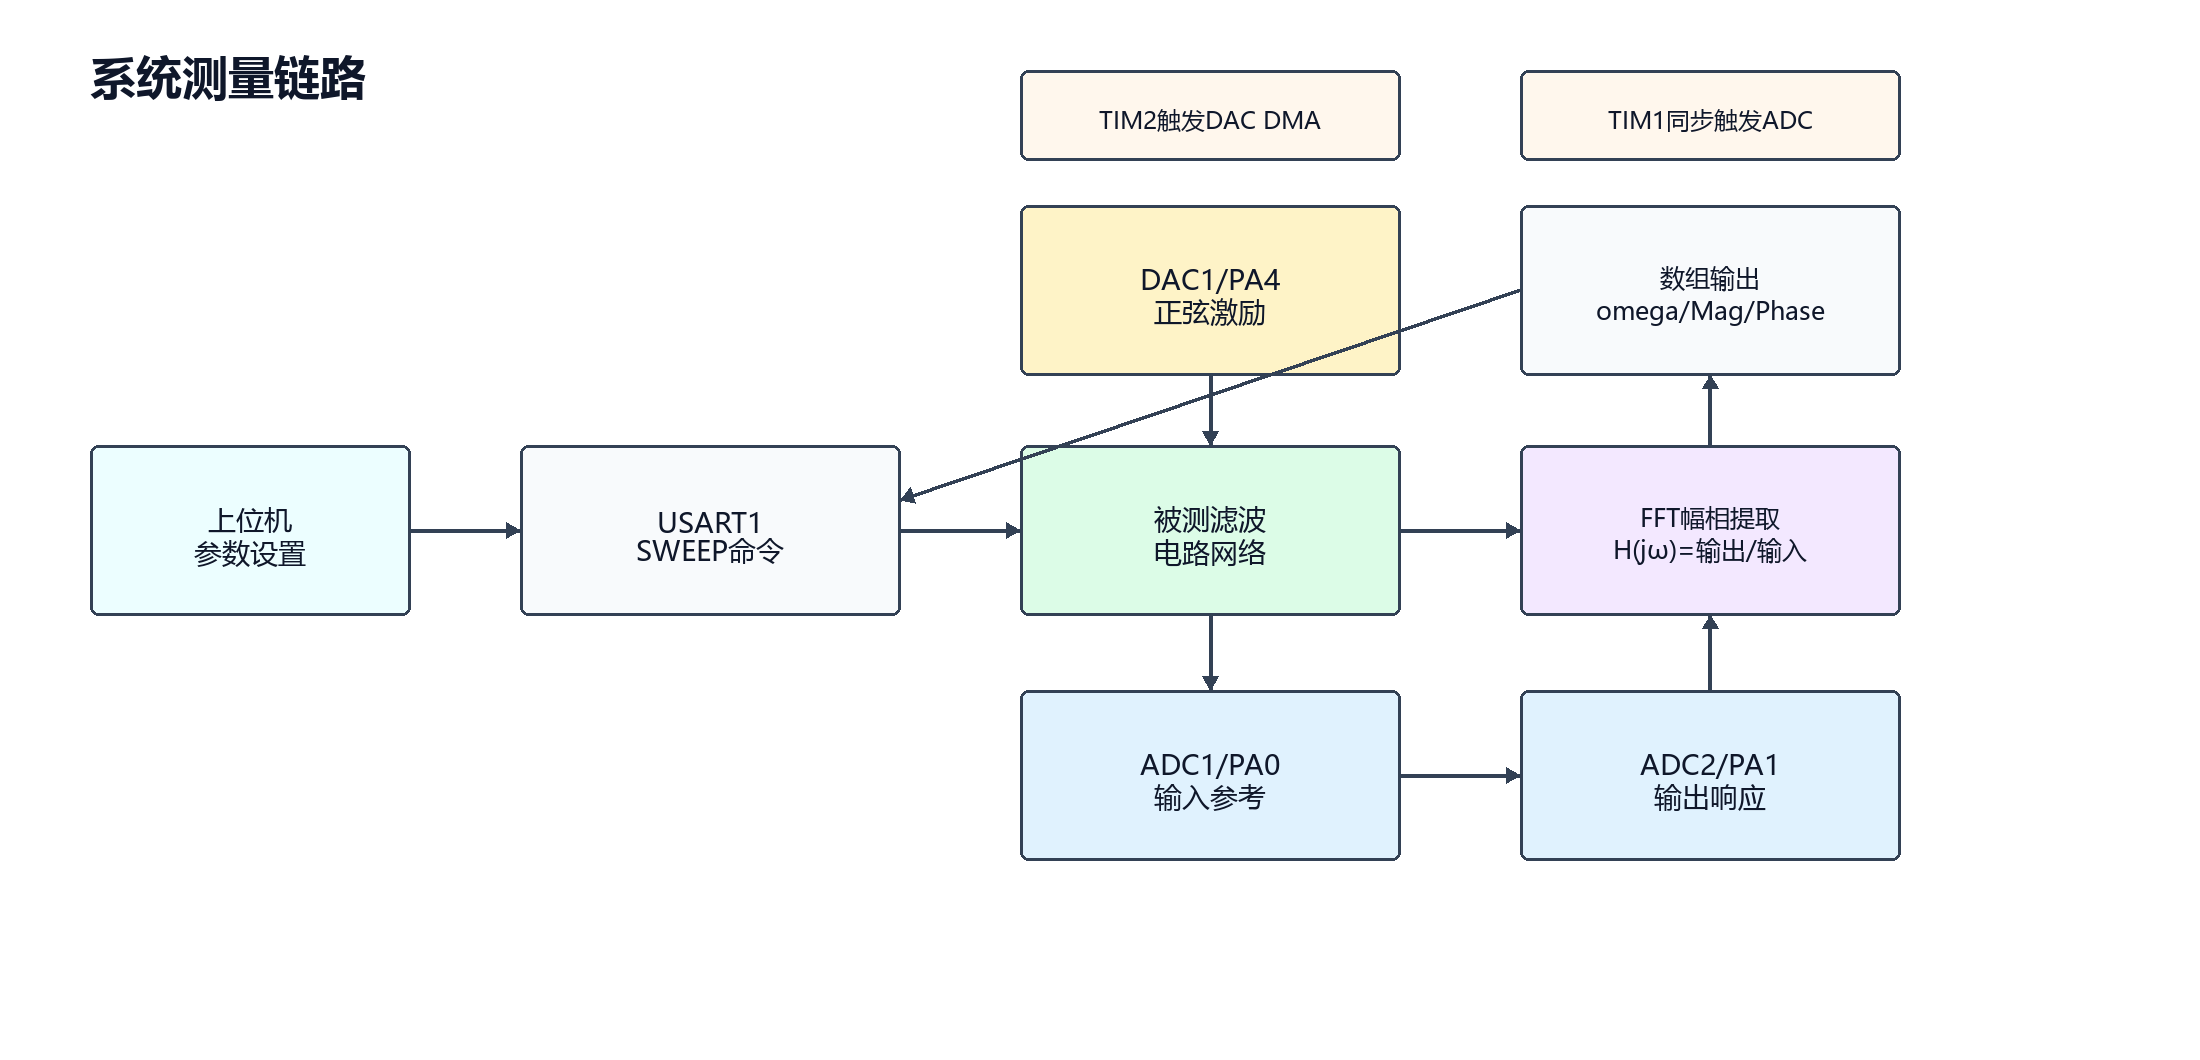 系统测量链路
TIM2触发DAC DMA
TIM1同步触发ADC
DAC1/PA4
正弦激励
数组输出
omega/Mag/Phase
上位机
参数设置
USART1
SWEEP命令
被测滤波
电路网络
FFT幅相提取
H(jω)=输出/输入
ADC1/PA0
输入参考
ADC2/PA1
输出响应